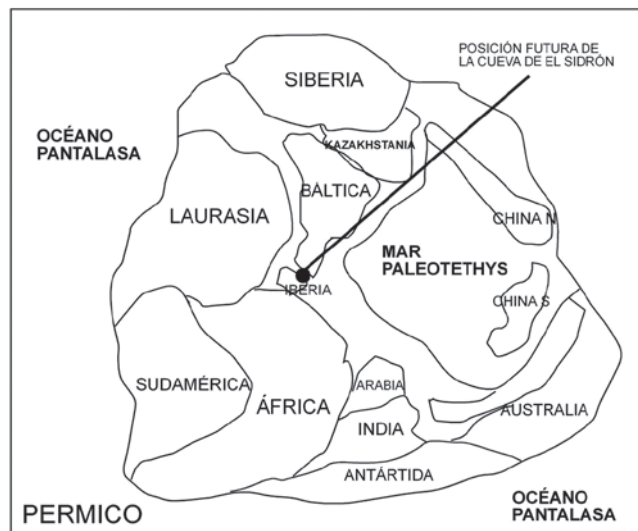 POSICIÓN FUTURA DE
LA CUEVA DE EL SIDRÓN
SIBERIA
OCÉANO
PANTALASA
KAZAKHSTANIA
BÁLTICA
LAURASIA
CHINA N
MAR
PALEOTETHYS
IBERIA
CHINA S
SUDAMÉRICA
ÁFRICA
ARABIA
AUSTRALIA
INDIA
ANTÁRTIDA
PERMICO
OCÉANO
PANTALASA